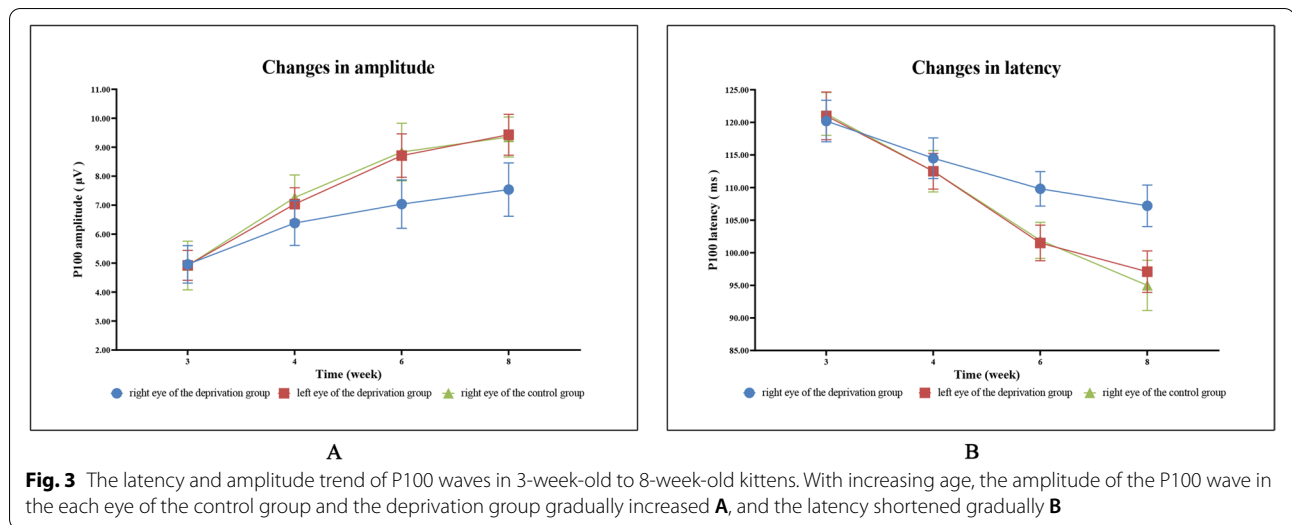 Changes in amplitude
11.00
10.00
9.00
8.00
7.00
6.00
5.00
4.00
3.00
2.00
P100 amplitude ( μV )
3 4 6 8
Time (week)
right eye of the deprivation group left eye of the deprivation group right eye of the control group
A
Changes in latency
125.00
120.00
115.00
110.00
105.00
100.00
95.00
90.00
85.00
P100 latency ( ms )
3 4 6 8
Time (week)
right eye of the deprivation group left eye of the deprivation group right eye of the control group
B
Fig. 3 The latency and amplitude trend of P100 waves in 3-week-old to 8-week-old kittens. With increasing age, the amplitude of the P100 wave in
the each eye of the control group and the deprivation group gradually increased A, and the latency shortened gradually B